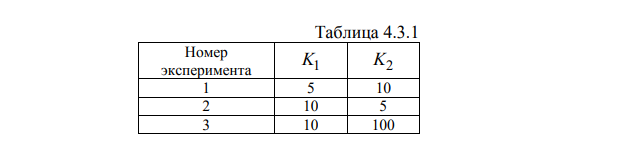 Таблица 4.3.1
Номер эксперимента K₁ K₂
1 5 10
2 10 5
3 10 100